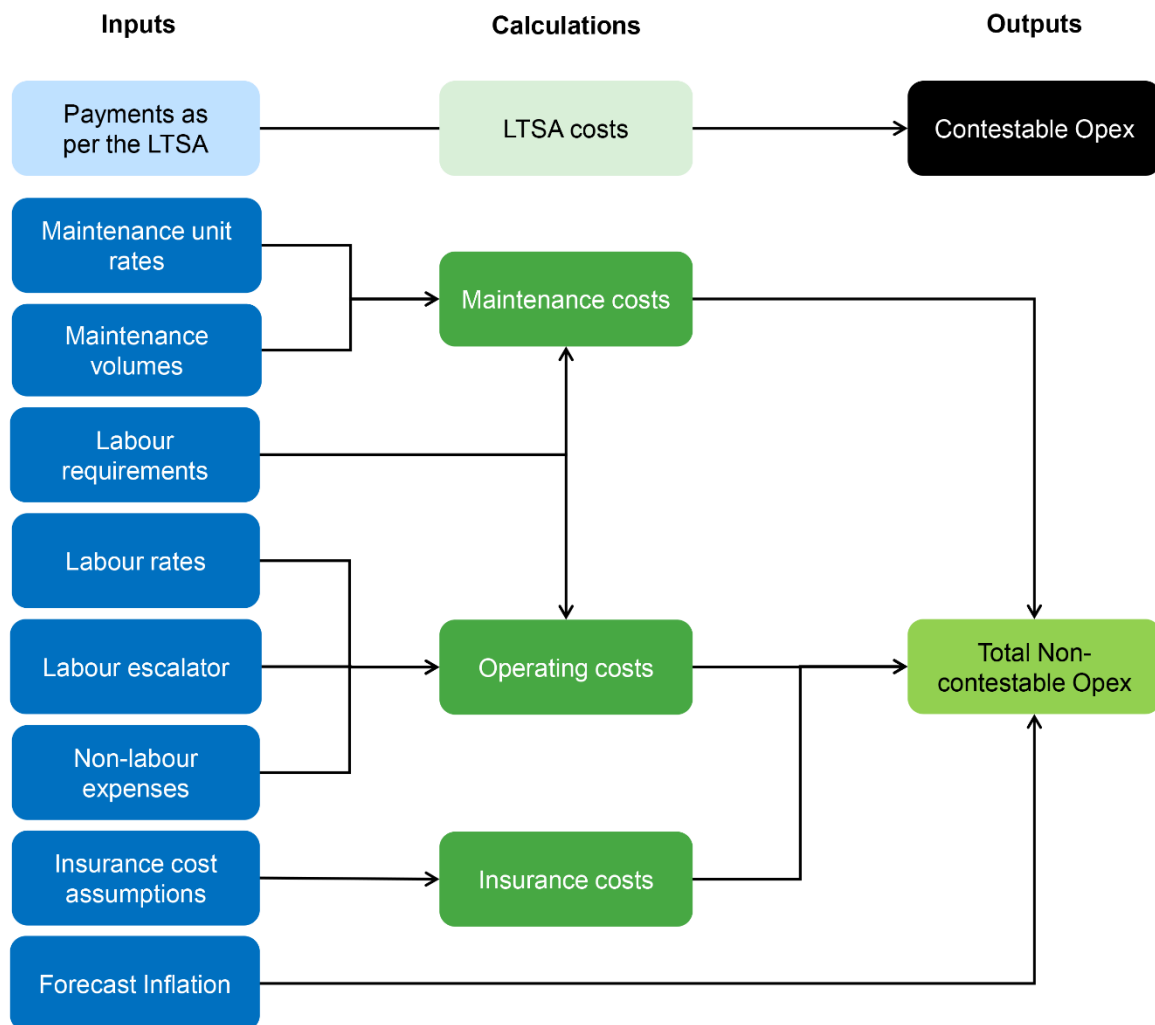 Inputs
Calculations
Outputs
Payments as
per the LTSA
LTSA costs
Contestable Opex
Maintenance unit
rates
Maintenance costs
Maintenance
volumes
Labour
requirements
Labour rates
Labour escalator
Operating costs
Total Non-
contestable Opex
Non-labour
expenses
Insurance cost
assumptions
Insurance costs
Forecast Inflation